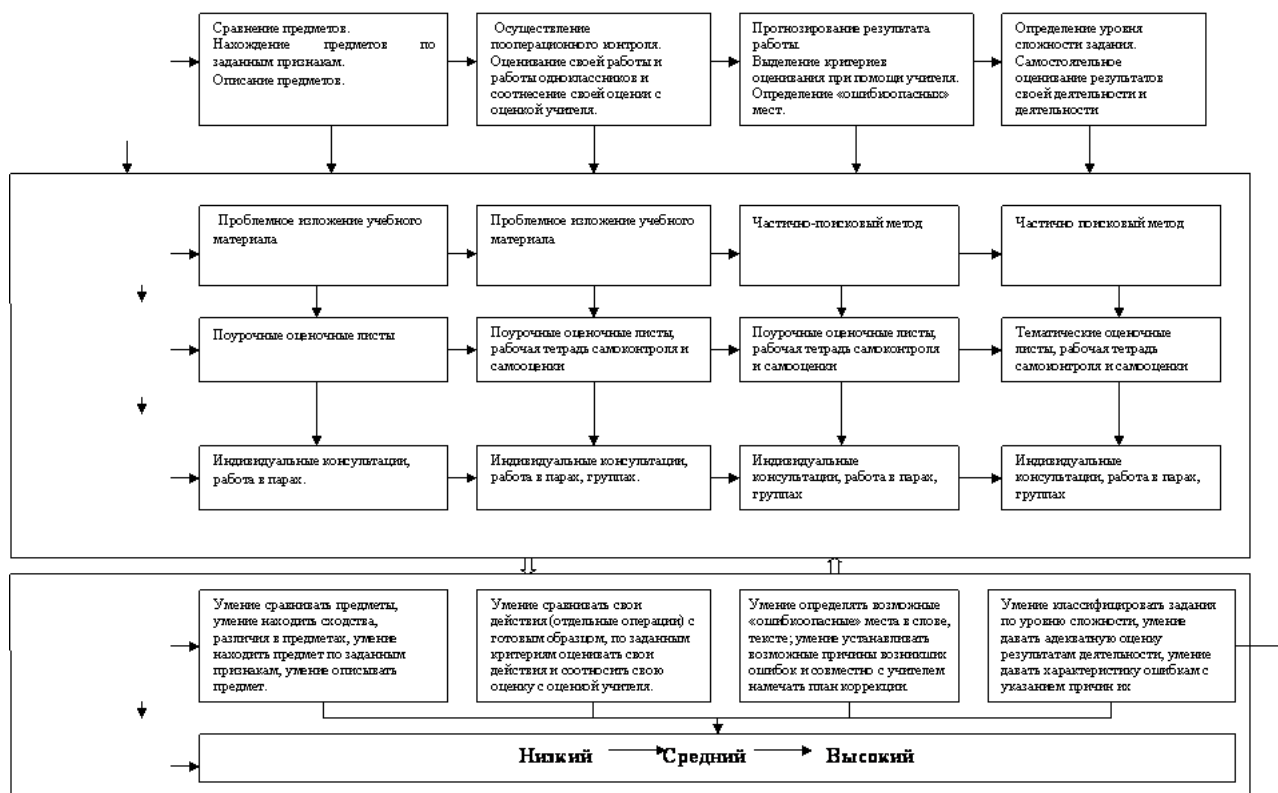 Сравнение предметов.
Нахождение предметов по
заданным признакам.
Описание предметов.
Осуществление
пооперационного контроля.
Оценивание своей работы и
работы одноклассников и
соотнесение своей оценки с
оценкой учителя.
Прогнозирование результата
работы.
Выделение критериев
оценивания при помощи учителя.
Определение «ошибкоопасных»
мест.
Определение уровня
сложности задания.
Самостоятельное
оценивание результатов
своей деятельности и
деятельности
Проблемное изложение учебного
материала
Проблемное изложение учебного
материала
Частично-поисковый метод
Частично поисковый метод
Поурочные оценочные листы
Поурочные оценочные листы,
рабочая тетрадь самоконтроля и
самооценки
Поурочные оценочные листы,
рабочая тетрадь самоконтроля
и самооценки
Тематические оценочные
листы, рабочая тетрадь
самоконтроля и самооценки
Индивидуальные консультации,
работа в парах.
Индивидуальные консультации,
работа в парах, группах.
Индивидуальные
консультации, работа в парах,
группах
Индивидуальные
консультации, работа в парах,
группах
Умение сравнивать предметы,
умение находить сходства,
различия в предметах, умение
находить предмет по заданным
признакам, умение описывать
предмет.
Умение сравнивать свои
действия (отдельные операции) с
готовым образцом, по заданным
критериям оценивать свои
действия и соотносить свою
оценку с оценкой учителя.
Умение определять возможные
«ошибкоопасные» места в слове,
тексте; умение устанавливать
возможные причины возникших
ошибок и совместно с учителем
намечать план коррекции.
Умение классифицировать задания
по уровню сложности, умение
давать адекватную оценку
результатам деятельности, умение
давать характеристику ошибкам с
указанием причин их
Низкий Средний Высокий